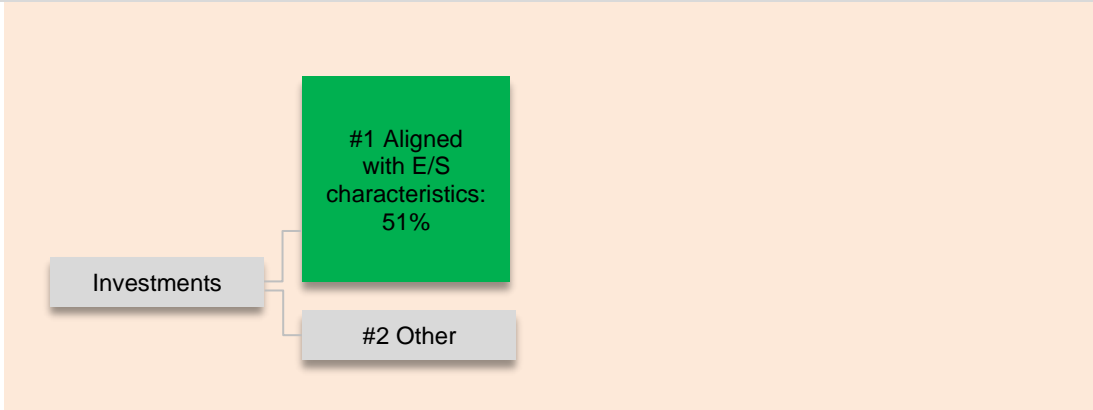 #1 Aligned
with E/S
characteristics:
51%
Investments
#2 Other